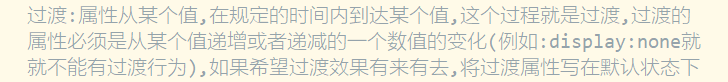 过渡:属性从某个值,在规定的时间内到达某个值,这个过程就是过渡,过渡的
属性必须是从某个值递增或者递减的一个数值的变化(例如:display:none就
就不能有过渡行为),如果希望过渡效果有来有去,将过渡属性写在默认状态下